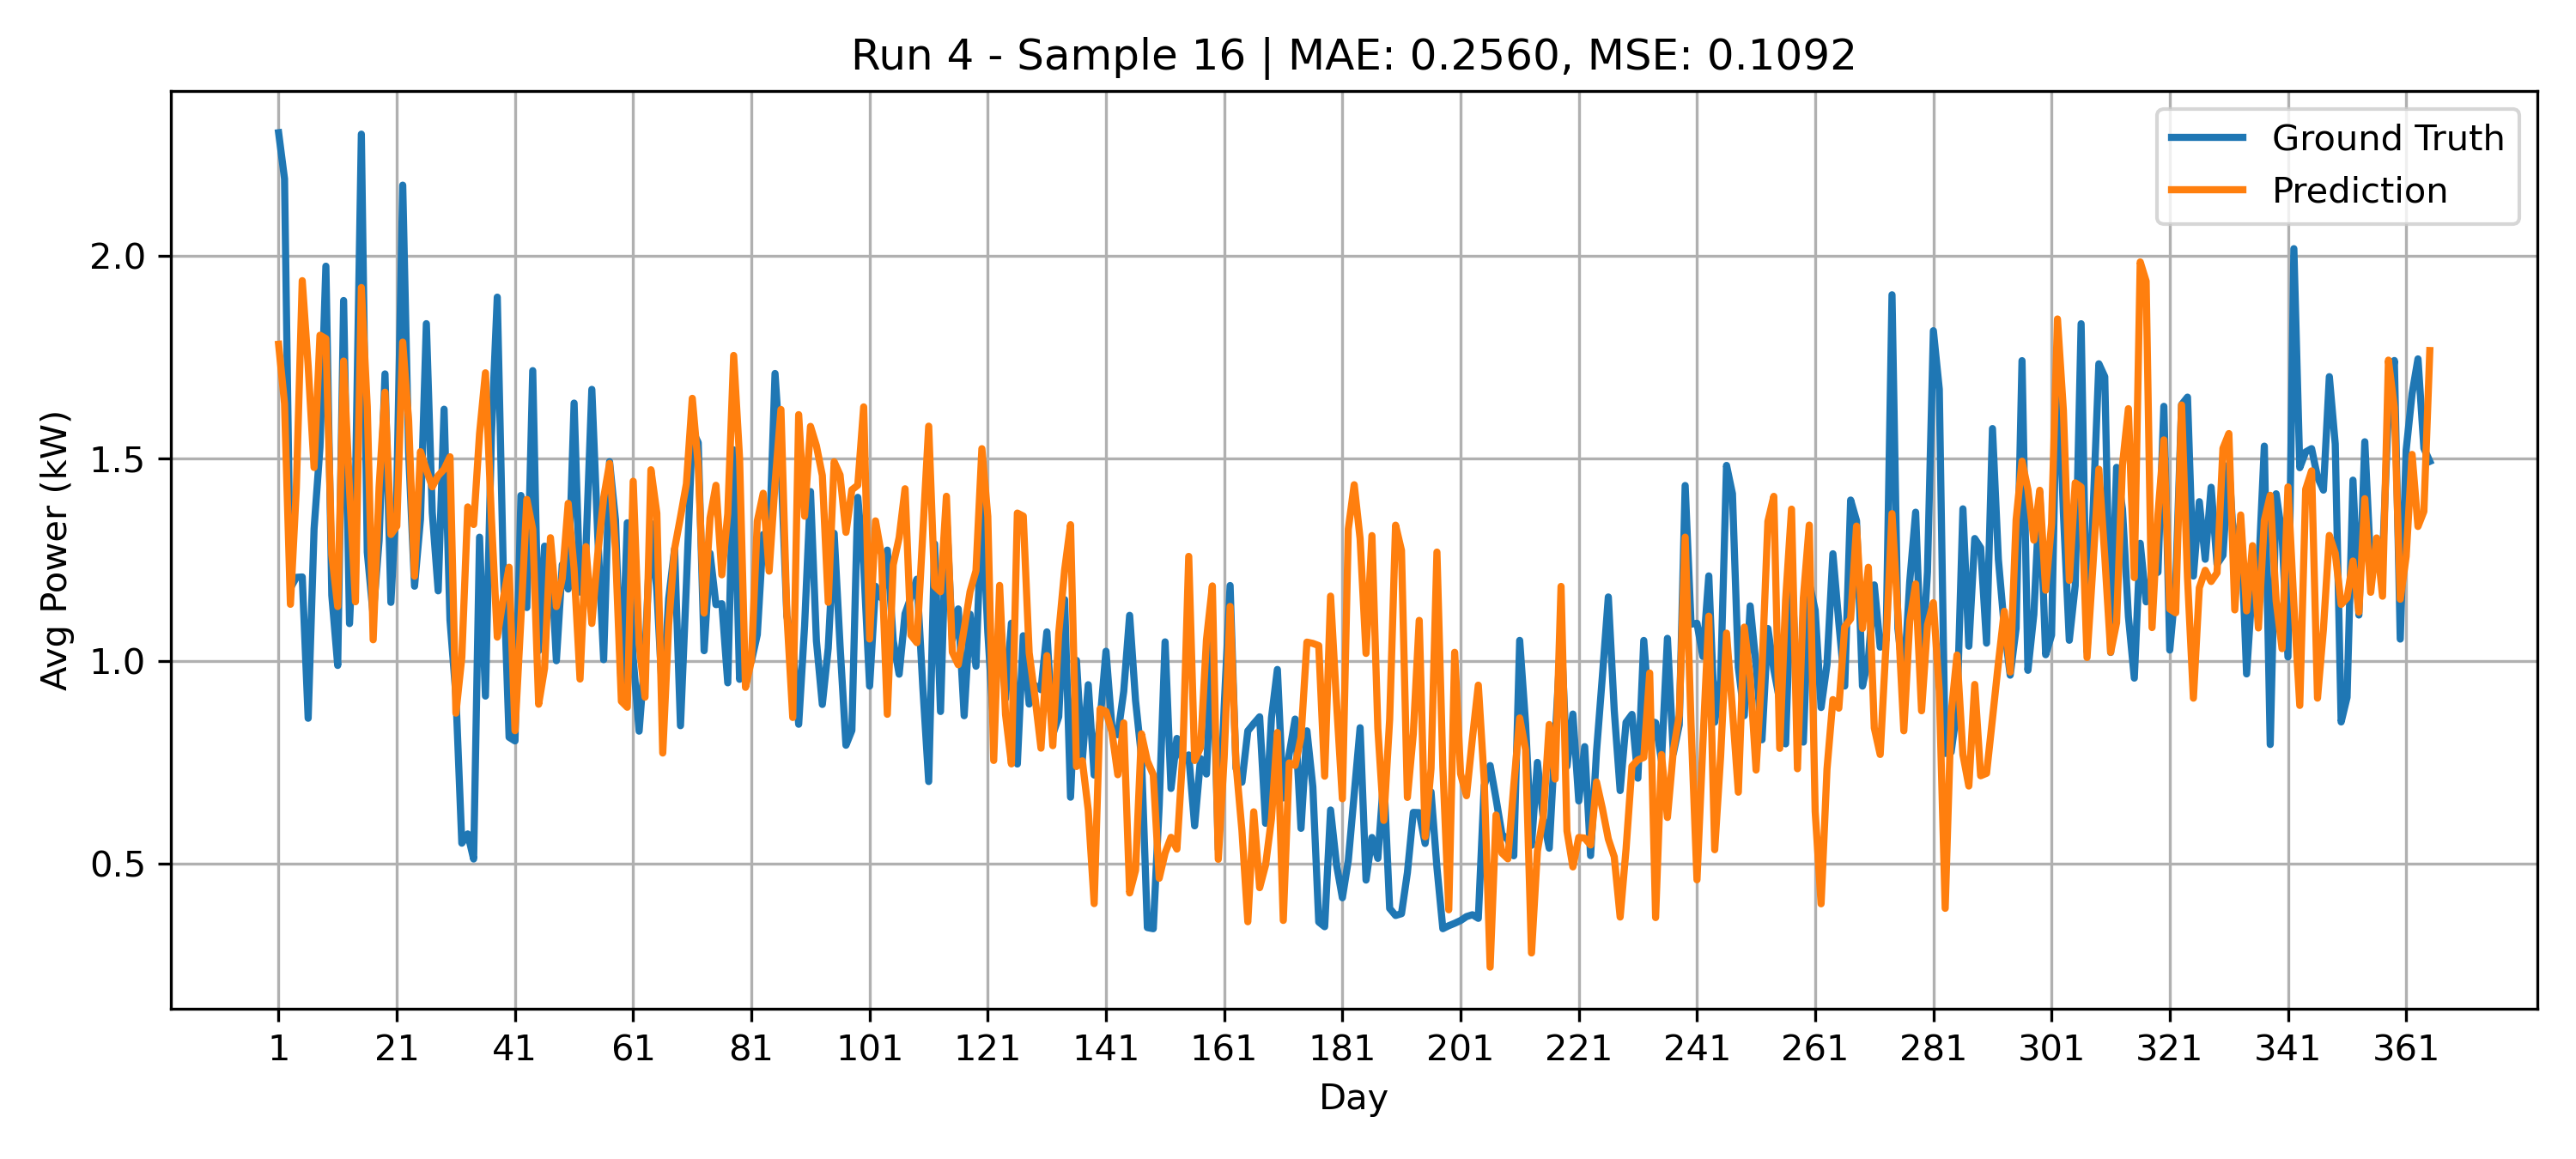 Run 4 - Sample 16 | MAE: 0.2560, MSE: 0.1092
Ground Truth
Prediction
Avg Power (kW)
2.0
1.5
1.0
0.5
1 21 41 61 81 101 121 141 161 181 201 221 241 261 281 301 321 341 361
Day